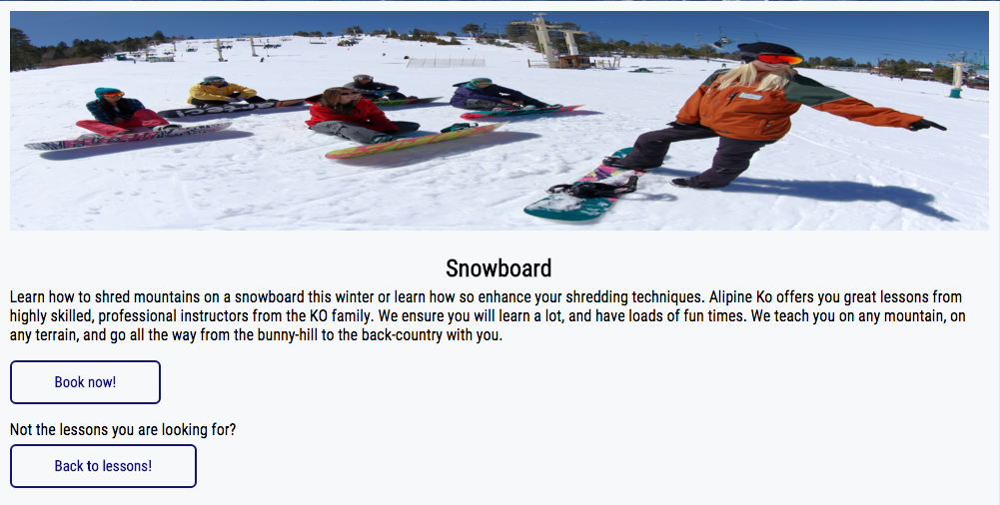 Snowboard
Learn how to shred mountains on a snowboard this winter or learn how so enhance your shredding techniques. Alipine Ko offers you great lessons from
highly skilled, professional instructors from the KO family. We ensure you will learn a lot, and have loads of fun times. We teach you on any mountain, on
any terrain, and go all the way from the bunny-hill to the back-country with you.
Book now!
Not the lessons you are looking for?
Back to lessons!